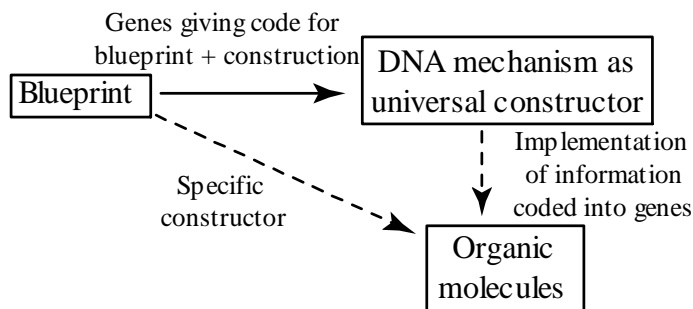 Genes giving code for
blueprint + construction
Blueprint
DNA mechanism as
universal constructor
Implementation
of information
coded into genes
Specific
constructor
Organic
molecules